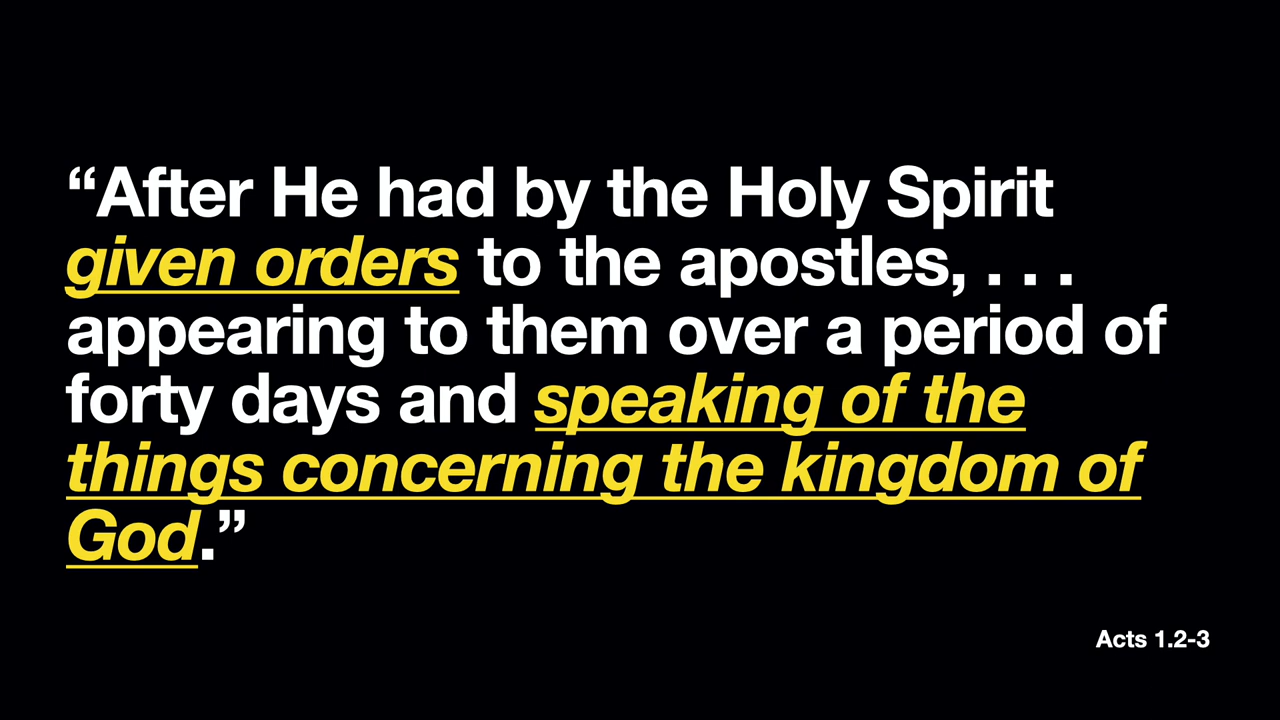 “After He had by the Holy Spirit
given orders to the apostles, . . .
appearing to them over a period of
forty days and speaking of the
things concerning the kingdom of
God.”
Acts 1.2-3